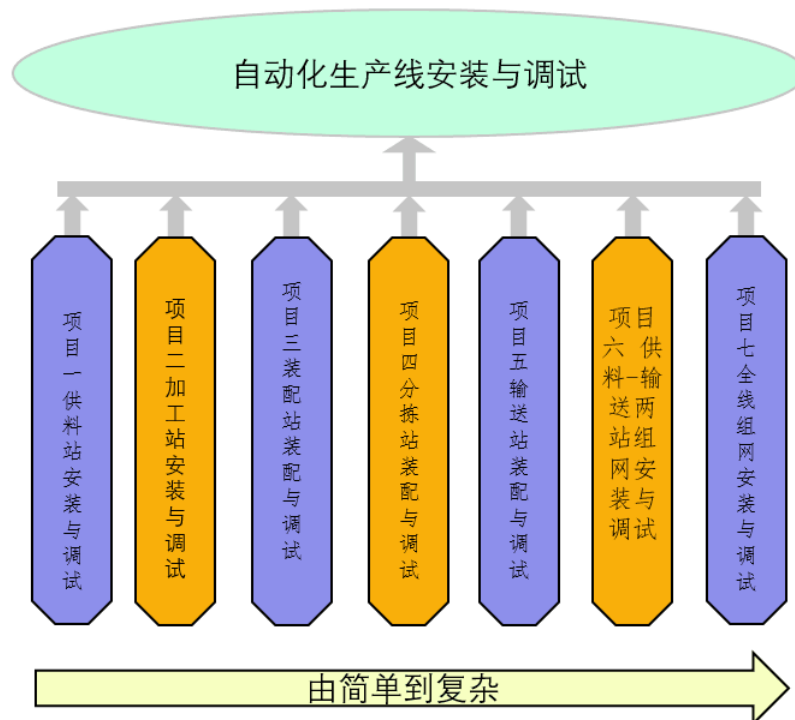 自动化生产线安装与调试
项目一供料站安装与调试
项目二加工站安装与调试
项目三装配站装配与调试
项目四分拣站装配与调试
项目五输送站装配与调试
项目
六供
料–输
送两
站组
网安
装与
调试
项目七全线组网安装与调试
由简单到复杂